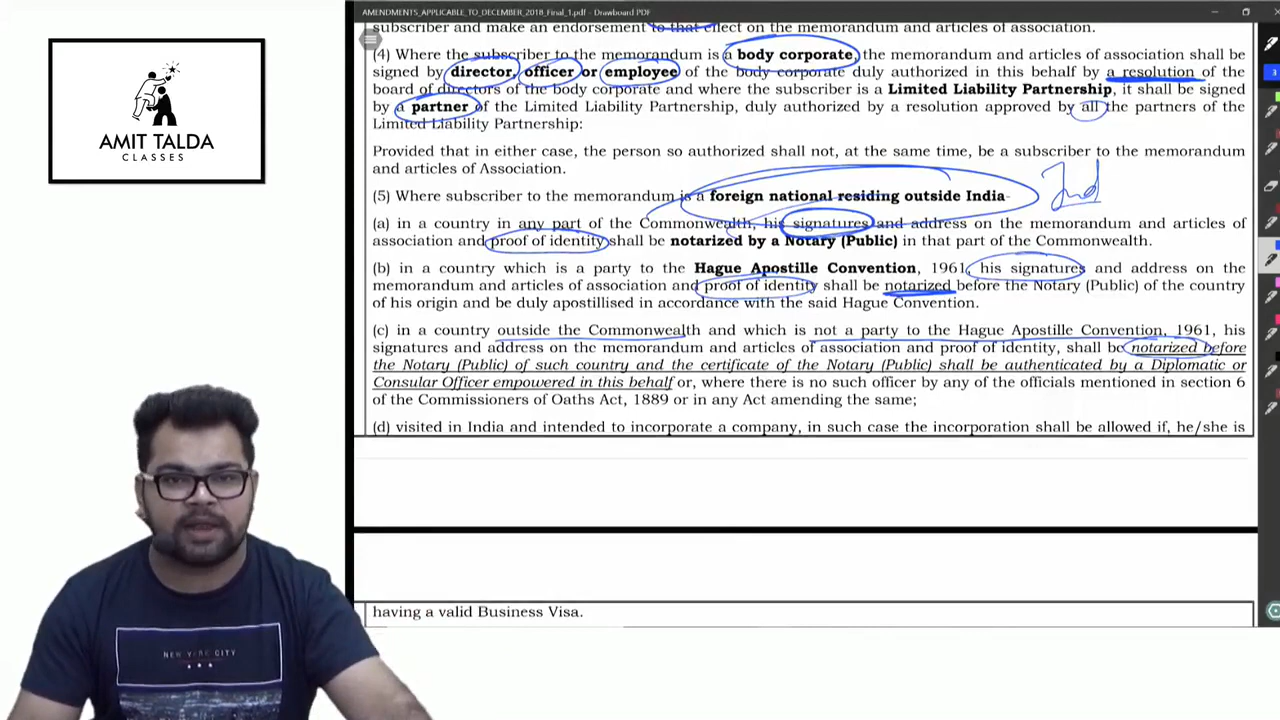 AMENDMENTS_APPLICABLE_TO_DECEMBER_2018_Final_1.pdf - Drawboard PDF
subscriber and make an endorsement to that effect on the memorandum and articles of association.
(4) Where the subscriber to the memorandum is a body corporate, the memorandum and articles of association shall be
signed by director, officer or employee of the body corporate duly authorized in this behalf by a resolution of the
board of directors of the body corporate and where the subscriber is a Limited Liability Partnership, it shall be signed
by a partner of the Limited Liability Partnership, duly authorized by a resolution approved by all the partners of the
Limited Liability Partnership:
Provided that in either case, the person so authorized shall not, at the same time, be a subscriber to the memorandum
and articles of Association.
(5) Where subscriber to the memorandum is a foreign national residing outside India-
Ind
(a) in a country in any part of the Commonwealth, his signatures and address on the memorandum and articles of
association and proof of identity shall be notarized by a Notary (Public) in that part of the Commonwealth.
(b) in a country which is a party to the Hague Apostille Convention, 1961, his signatures and address on the
memorandum and articles of association and proof of identity shall be notarized before the Notary (Public) of the country
of his origin and be duly apostillised in accordance with the said Hague Convention.
(c) in a country outside the Commonwealth and which is not a party to the Hague Apostille Convention, 1961, his
signatures and address on the memorandum and articles of association and proof of identity, shall be notarized before
the Notary (Public) of such country and the certificate of the Notary (Public) shall be authenticated by a Diplomatic or
Consular Officer empowered in this behalf or, where there is no such officer by any of the officials mentioned in section 6
of the Commissioners of Oaths Act, 1889 or in any Act amending the same;
(d) visited in India and intended to incorporate a company, in such case the incorporation shall be allowed if, he/she is
having a valid Business Visa.
AMIT TALDA
CLASSES
NEW YORK CITY
3